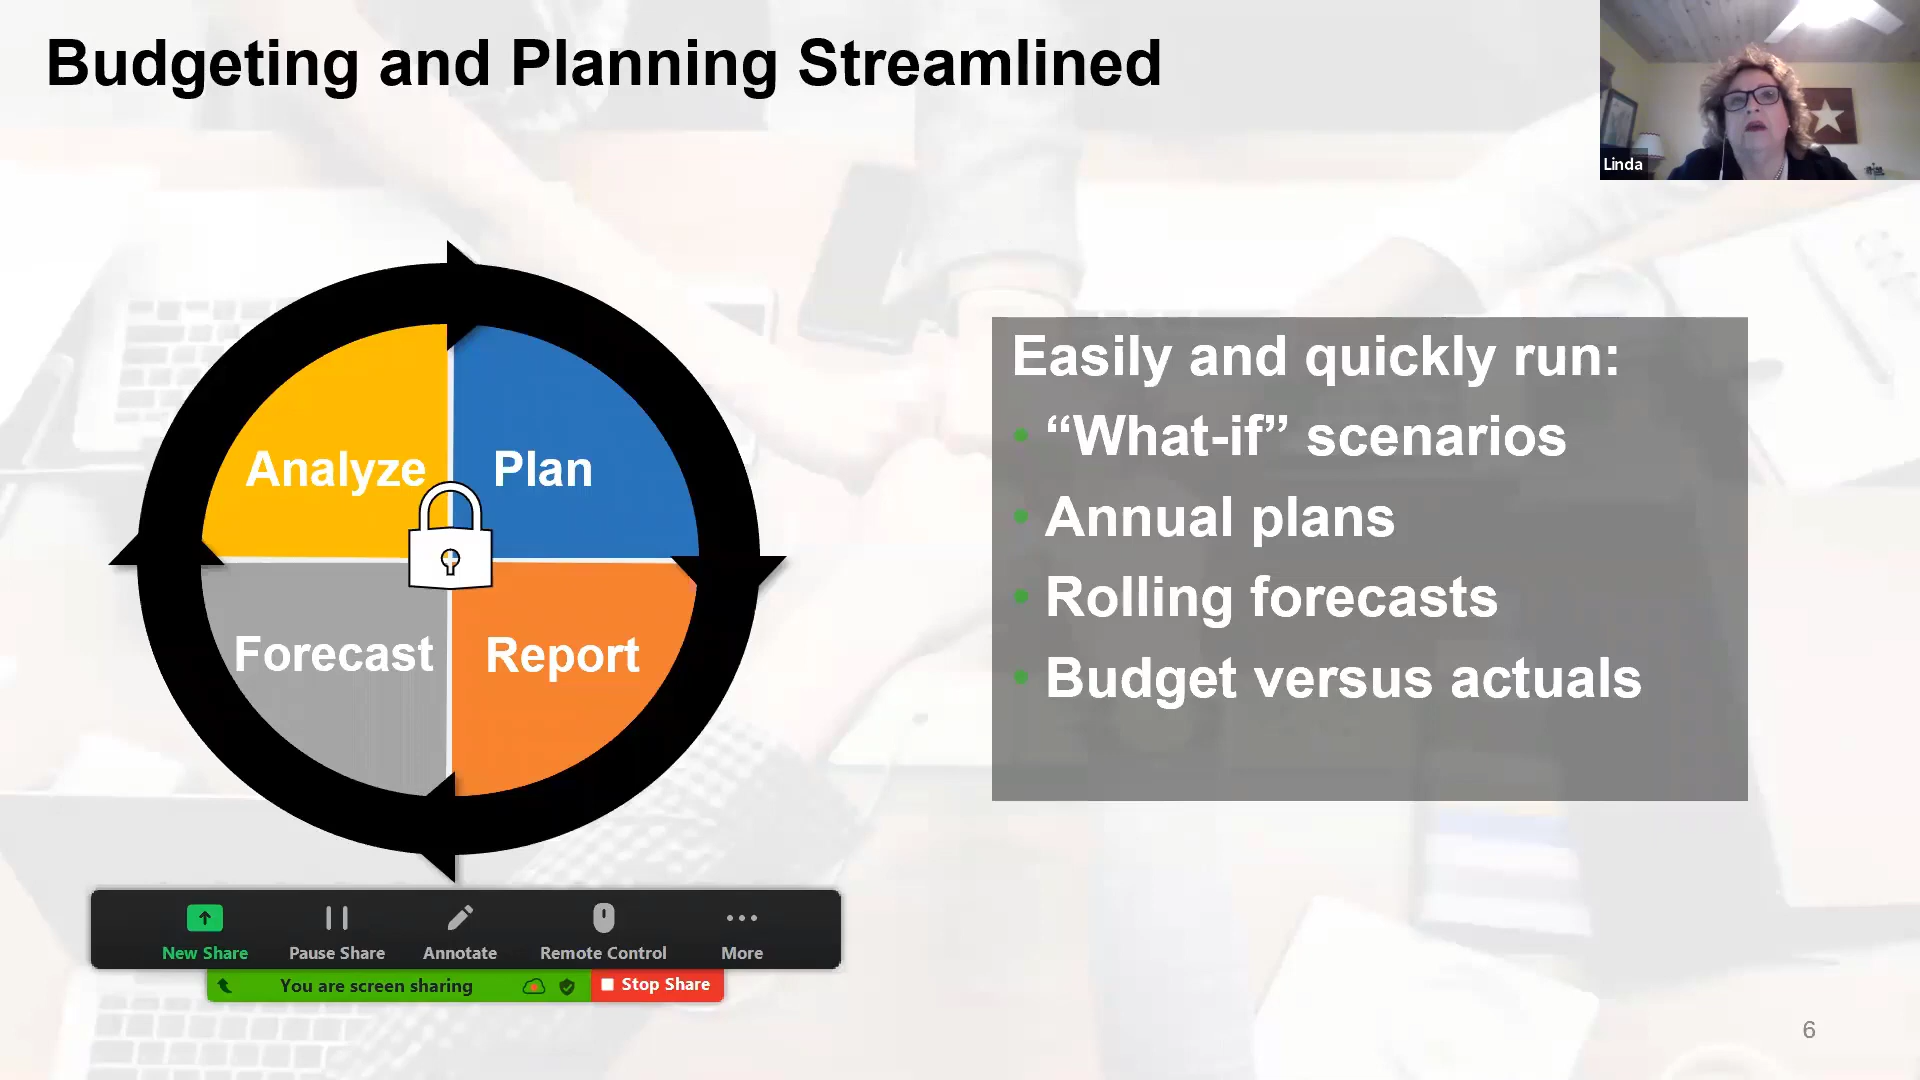 Budgeting and Planning Streamlined
Linda
Analyze
Plan
Forecast
Report
Easily and quickly run:
• “What-if” scenarios
• Annual plans
• Rolling forecasts
• Budget versus actuals
New Share
Pause Share
Annotate
Remote Control
More
You are screen sharing
Stop Share
6